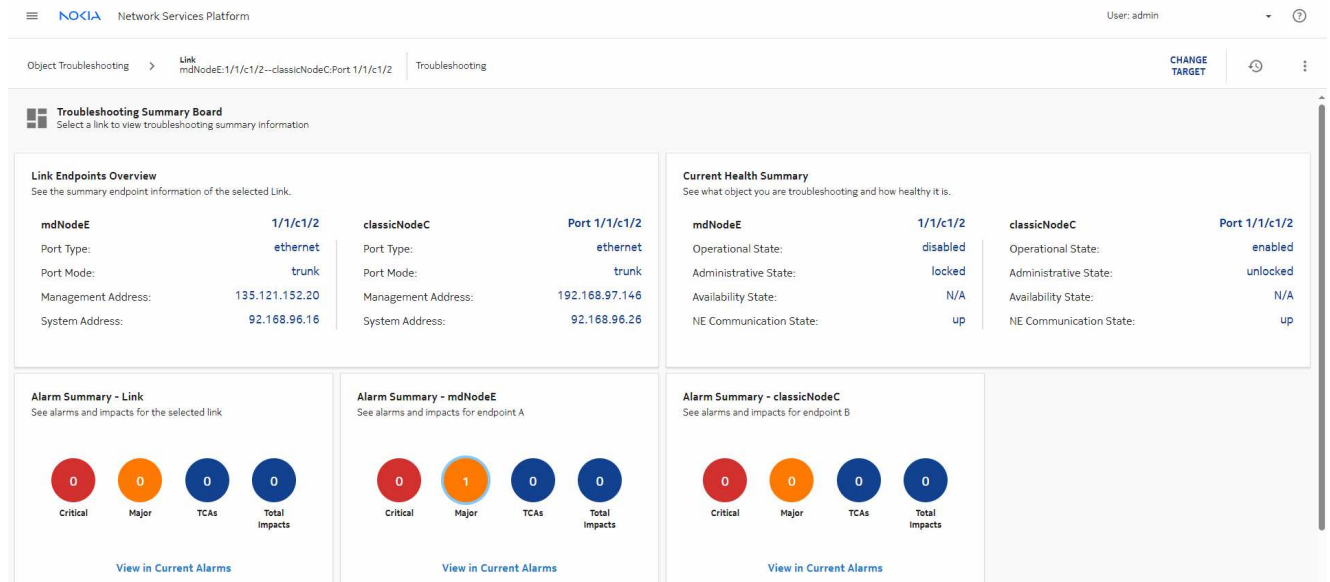 NOKIA Network Services Platform User: admin
Object Troubleshooting > Link
mdNodeE:1/1/c1/2--classicNodeC:Port 1/1/c1/2 Troubleshooting CHANGE
TARGET
Troubleshooting Summary Board
Select a link to view troubleshooting summary information
Link Endpoints Overview
See the summary endpoint information of the selected Link.
mdNodeE 1/1/c1/2 classicNodeC Port 1/1/c1/2
Port Type: ethernet Port Type: ethernet
Port Mode: trunk Port Mode: trunk
Management Address: 135.121.152.20 Management Address: 192.168.97.146
System Address: 92.168.96.16 System Address: 92.168.96.26
Current Health Summary
See what object you are troubleshooting and how healthy it is.
mdNodeE 1/1/c1/2 classicNodeC Port 1/1/c1/2
Operational State: disabled Operational State: enabled
Administrative State: locked Administrative State: unlocked
Availability State: N/A Availability State: N/A
NE Communication State: up NE Communication State: up
Alarm Summary - Link
See alarms and impacts for the selected link
0 0 0 0
Critical Major TCAs Total
Impacts
View in Current Alarms
Alarm Summary - mdNodeE
See alarms and impacts for endpoint A
0 1 0 0
Critical Major TCAs Total
Impacts
View in Current Alarms
Alarm Summary - classicNodeC
See alarms and impacts for endpoint B
0 0 0 0
Critical Major TCAs Total
Impacts
View in Current Alarms